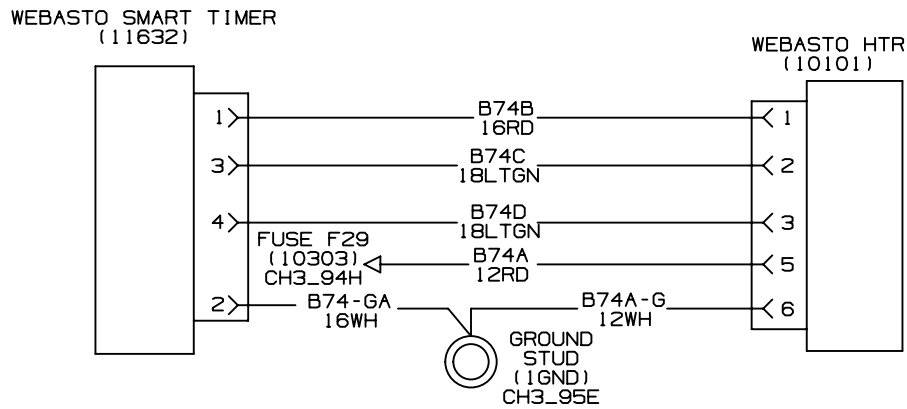 WEBASTO SMART TIMER
(11632)
WEBASTO HTR
(10101)
1
B74B
16RD
1
3
B74C
18LTGN
2
4
B74D
18LTGN
3
FUSE F29
(10303)
CH3_94H
B74A
12RD
5
2
B74-GA
16WH
B74A-G
12WH
6
GROUND
STUD
(1GND)
CH3_95E